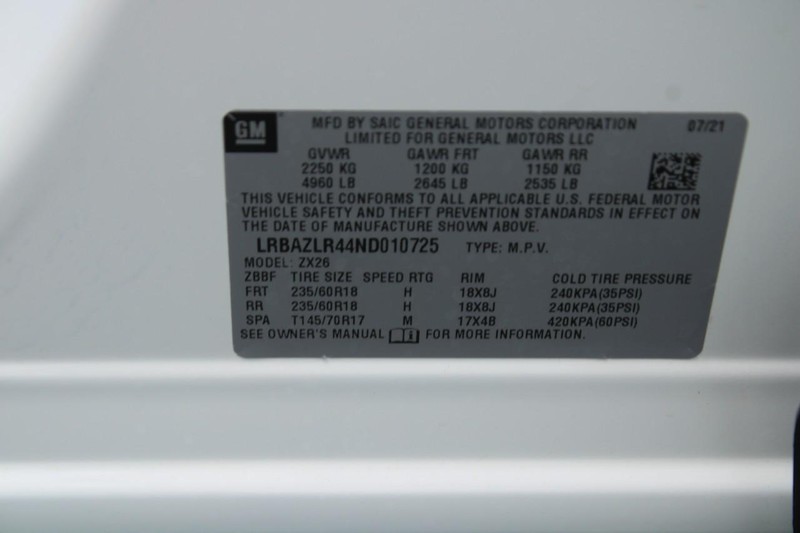 GM MFD BY SAIC GENERAL MOTORS CORPORATION 07/21
LIMITED FOR GENERAL MOTORS LLC
GVWR GAWR FRT GAWR RR
2250 KG 1200 KG 1150 KG
4960 LB 2645 LB 2535 LB
THIS VEHICLE CONFORMS TO ALL APPLICABLE U.S. FEDERAL MOTOR
VEHICLE SAFETY AND THEFT PREVENTION STANDARDS IN EFFECT ON
THE DATE OF MANUFACTURE SHOWN ABOVE.
LRBAZLR44ND010725 TYPE: M.P.V.
MODEL: ZX26
ZBBF TIRE SIZE SPEED RTG RIM COLD TIRE PRESSURE
FRT 235/60R18 H 18X8J 240KPA(35PSI)
RR 235/60R18 H 18X8J 240KPA(35PSI)
SPA T145/70R17 M 17X4B 420KPA(60PSI)
SEE OWNER'S MANUAL FOR MORE INFORMATION.